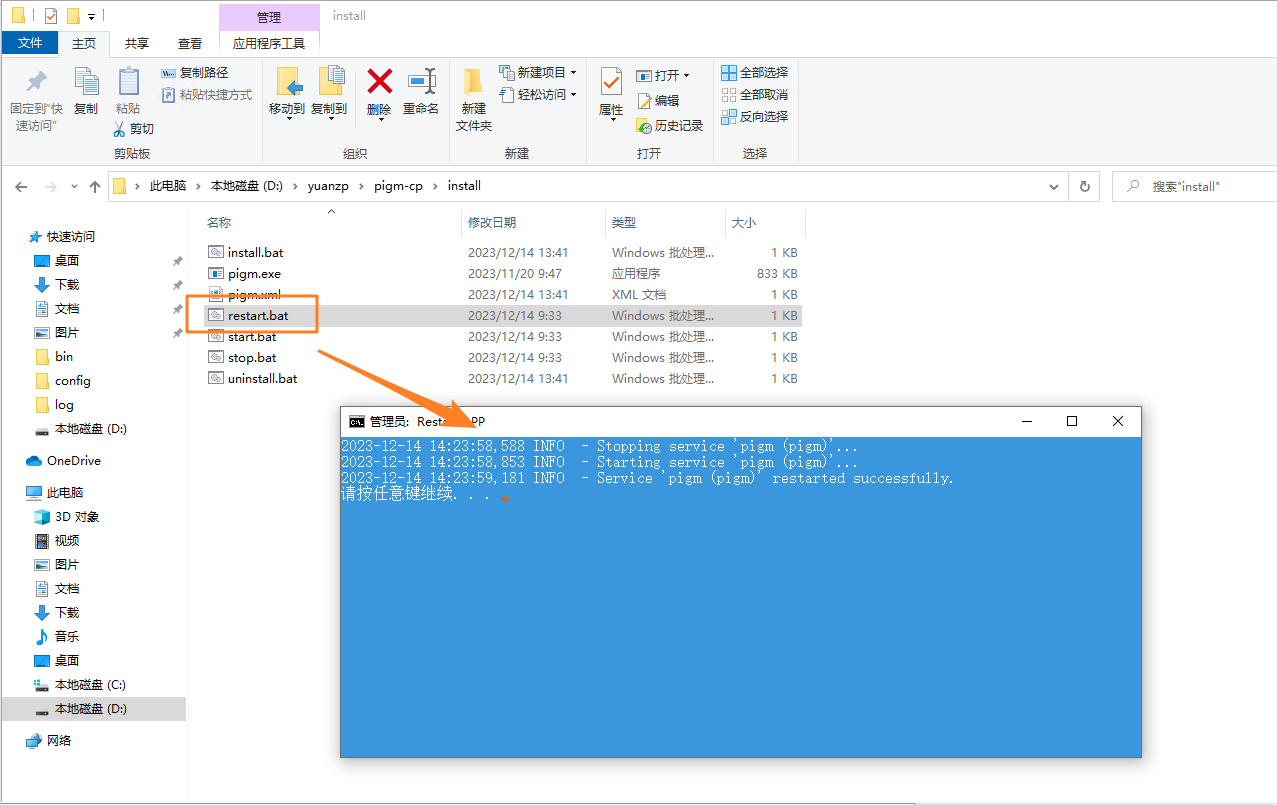 管理
install
文件
主页
共享
查看
应用程序工具
固定到"快
速访问"
复制
粘贴
复制路径
粘贴快捷方式
剪切
剪贴板
移动到
复制到
删除
重命名
组织
新建
文件夹
新建项目
轻松访问
新建
属性
打开
编辑
历史记录
打开
全部选择
全部取消
反向选择
选择
此电脑 › 本地磁盘 (D:) › yuanzp › pigm-cp › install
搜索"install"
快速访问
桌面
下载
文档
图片
bin
config
log
本地磁盘 (D:)
OneDrive
此电脑
3D 对象
视频
图片
文档
下载
音乐
桌面
本地磁盘 (C:)
本地磁盘 (D:)
网络
名称 修改日期 类型 大小
install.bat 2023/12/14 13:41 Windows 批处理... 1 KB
pigm.exe 2023/11/20 9:47 应用程序 833 KB
pigm.xml 2023/12/14 13:41 XML 文档 1 KB
restart.bat 2023/12/14 9:33 Windows 批处理... 1 KB
start.bat 2023/12/14 9:33 Windows 批处理... 1 KB
stop.bat 2023/12/14 9:33 Windows 批处理... 1 KB
uninstall.bat 2023/12/14 13:41 Windows 批处理... 1 KB
管理员:
2023-12-14 14:23:58,588 INFO  - Stopping service 'pigm (pigm)'...
2023-12-14 14:23:58,853 INFO  - Starting service 'pigm (pigm)'...
2023-12-14 14:23:59,181 INFO  - Service 'pigm (pigm)' restarted successfully.
请按任意键继续. . .